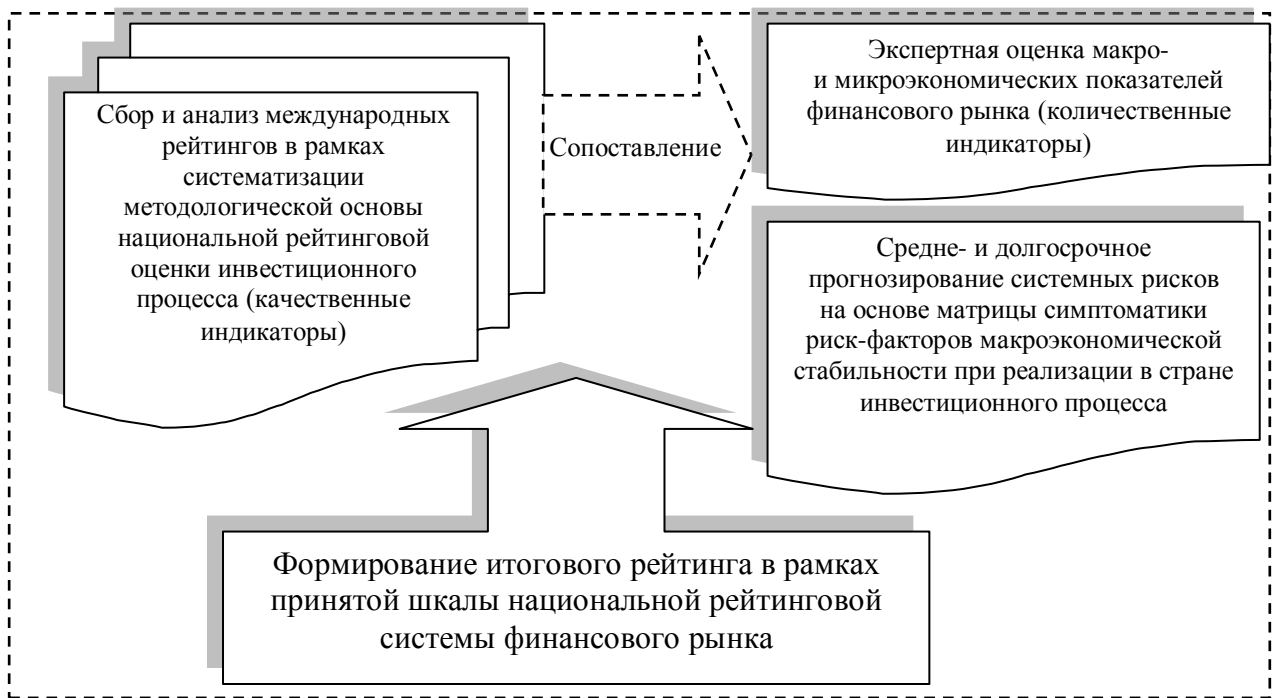 Сбор и анализ международных
рейтингов в рамках
систематизации
методологической основы
национальной рейтинговой
оценки инвестиционного
процесса (качественные
индикаторы)
Сопоставление
Экспертная оценка макро-
и микроэкономических показателей
финансового рынка (количественные
индикаторы)
Средне- и долгосрочное
прогнозирование системных рисков
на основе матрицы симптоматики
риск-факторов макроэкономической
стабильности при реализации в стране
инвестиционного процесса
Формирование итогового рейтинга в рамках
принятой шкалы национальной рейтинговой
системы финансового рынка